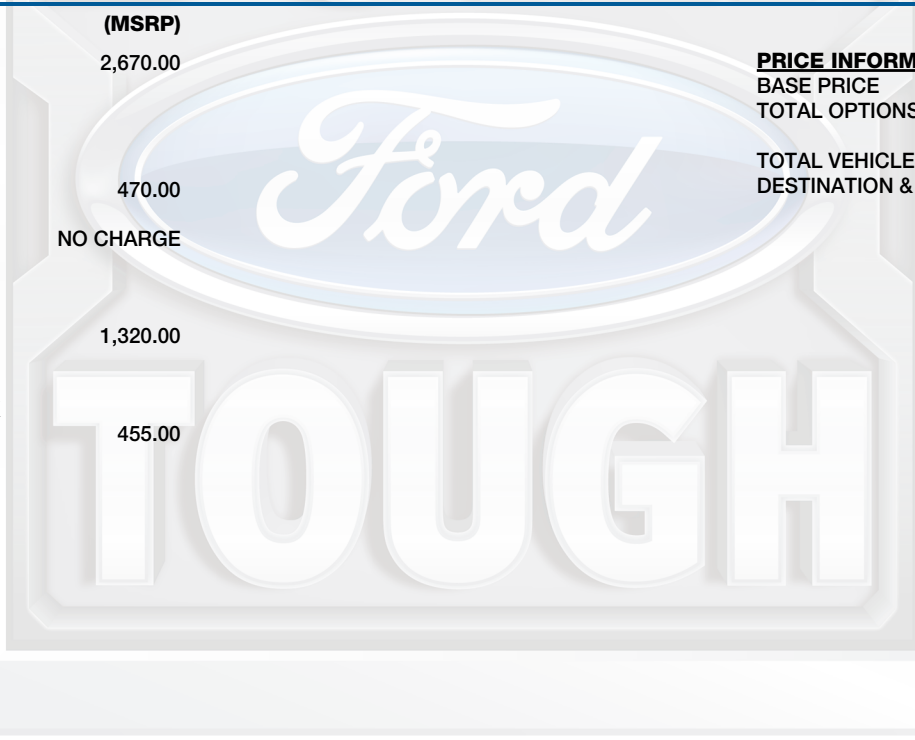 (MSRP)
2,670.00
470.00
NO CHARGE
1,320.00
455.00
PRICE INFORM
BASE PRICE
TOTAL OPTIONS
TOTAL VEHICLE
DESTINATION &
Ford
TOUGH